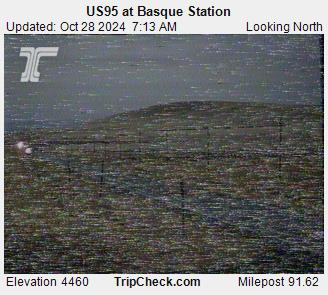 US95 at Basque Station
Updated: Oct 28 2024 7:13 AM Looking North
Elevation 4460 TripCheck.com Milepost 91.62